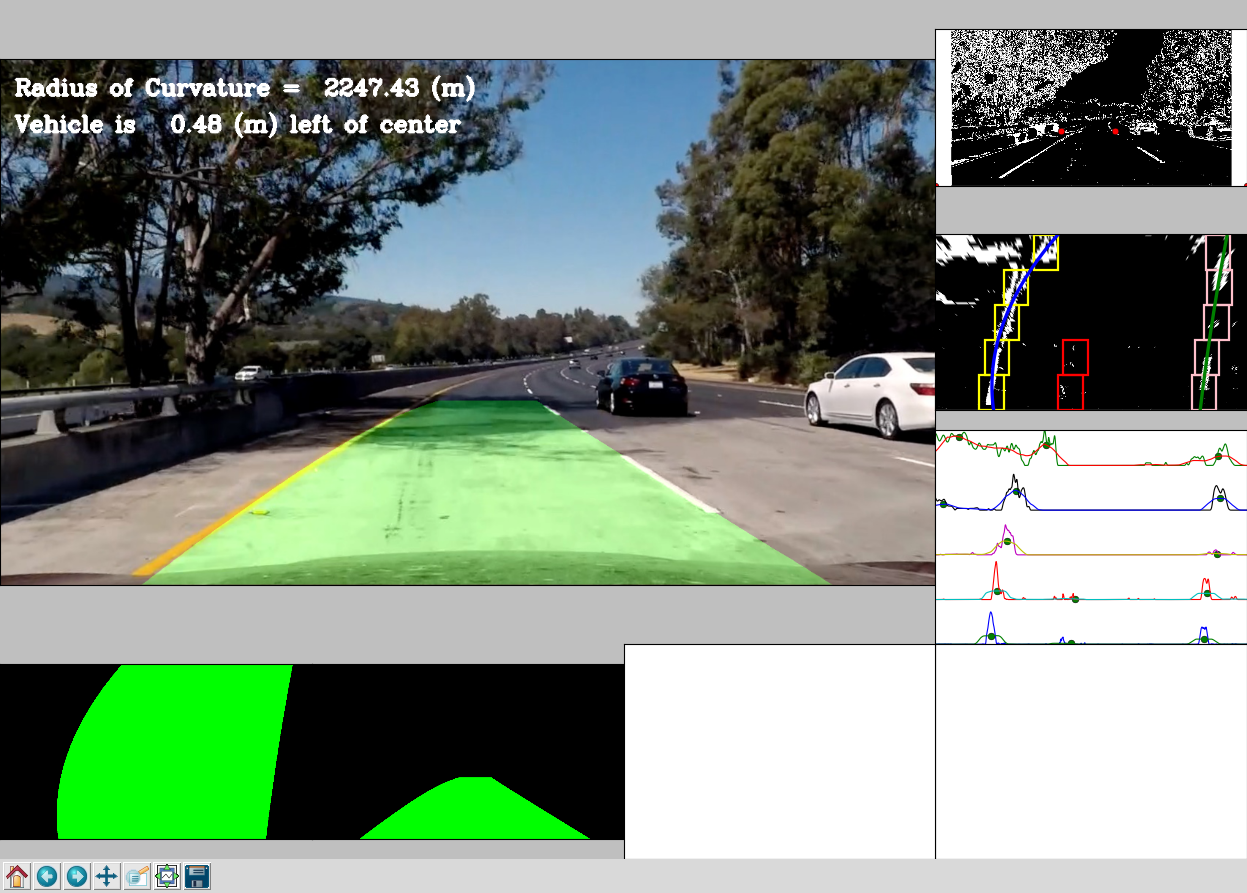 Radius of Curvature = 2247.43 (m)
Vehicle is 0.48 (m) left of center